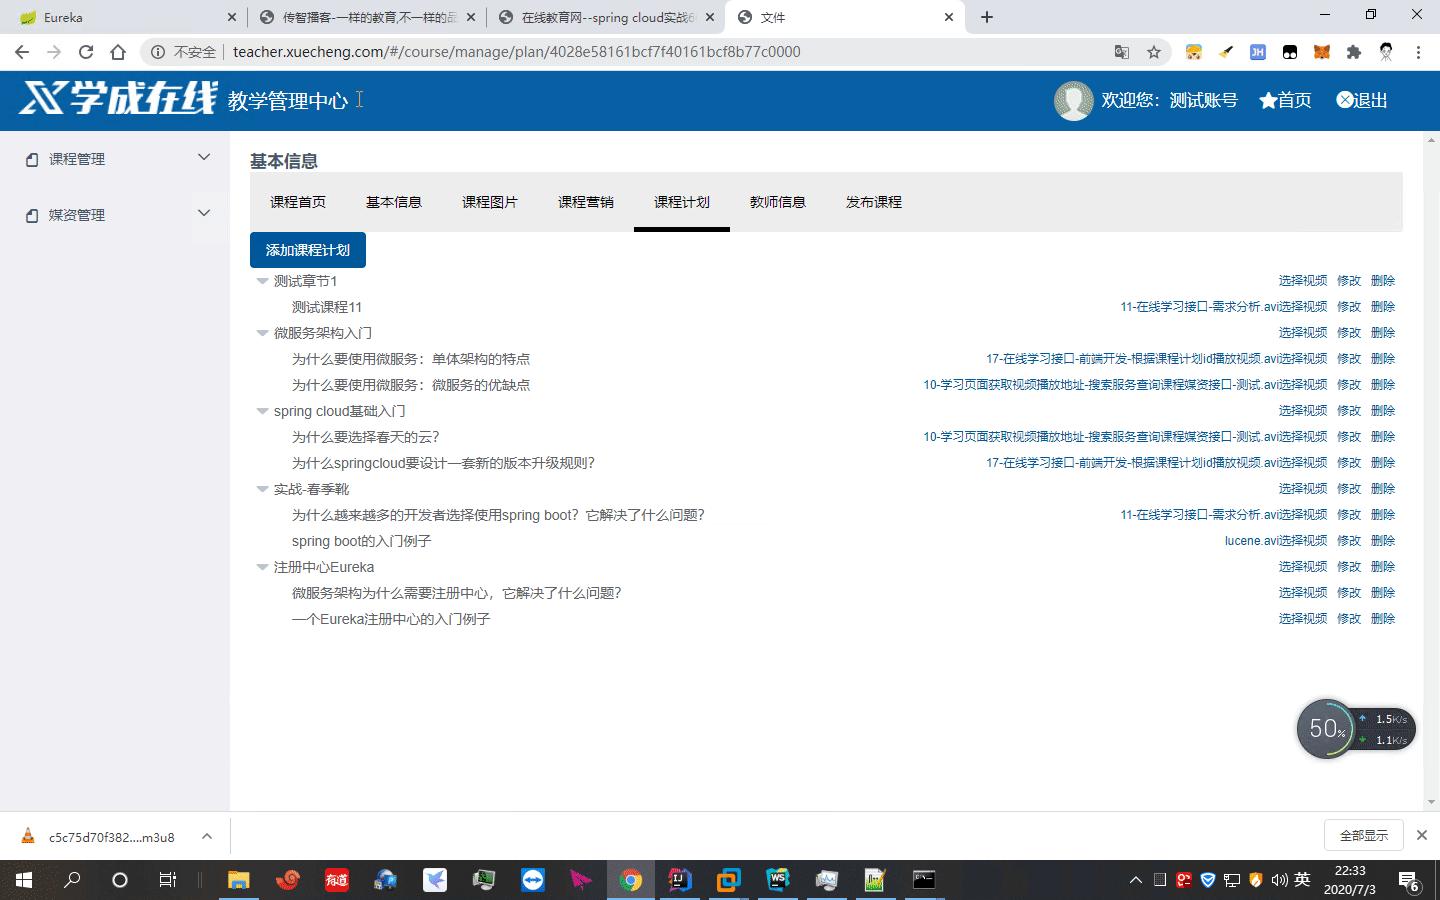 Eureka
传智播客-一样的教育,不一样的品
在线教育网--spring cloud实战6
文件
不安全
teacher.xuecheng.com/#/course/manage/plan/4028e58161bcf7f40161bcf8b77c0000
学成在线 教学管理中心
欢迎您：测试账号 首页 退出
课程管理
媒资管理
基本信息
课程首页 基本信息 课程图片 课程营销 课程计划 教师信息 发布课程
添加课程计划
测试章节1 选择视频 修改 删除
测试课程11 11-在线学习接口-需求分析.avi选择视频 修改 删除
微服务架构入门 选择视频 修改 删除
为什么要使用微服务：单体架构的特点 17-在线学习接口-前端开发-根据课程计划id播放视频.avi选择视频 修改 删除
为什么要使用微服务：微服务的优缺点 10-学习页面获取视频播放地址-搜索服务查询课程媒资接口-测试.avi选择视频 修改 删除
spring cloud基础入门 选择视频 修改 删除
为什么要选择春天的云？ 10-学习页面获取视频播放地址-搜索服务查询课程媒资接口-测试.avi选择视频 修改 删除
为什么springcloud要设计一套新的版本升级规则？ 17-在线学习接口-前端开发-根据课程计划id播放视频.avi选择视频 修改 删除
实战-春季靴 选择视频 修改 删除
为什么越来越多的开发者选择使用spring boot？它解决了什么问题？ 11-在线学习接口-需求分析.avi选择视频 修改 删除
spring boot的入门例子 lucene.avi选择视频 修改 删除
注册中心Eureka 选择视频 修改 删除
微服务架构为什么需要注册中心，它解决了什么问题？ 选择视频 修改 删除
一个Eureka注册中心的入门例子 选择视频 修改 删除
50%
1.5K/s
1.1K/s
c5c75d70f382....m3u8
全部显示
有道
英
22:33
2020/7/3
6